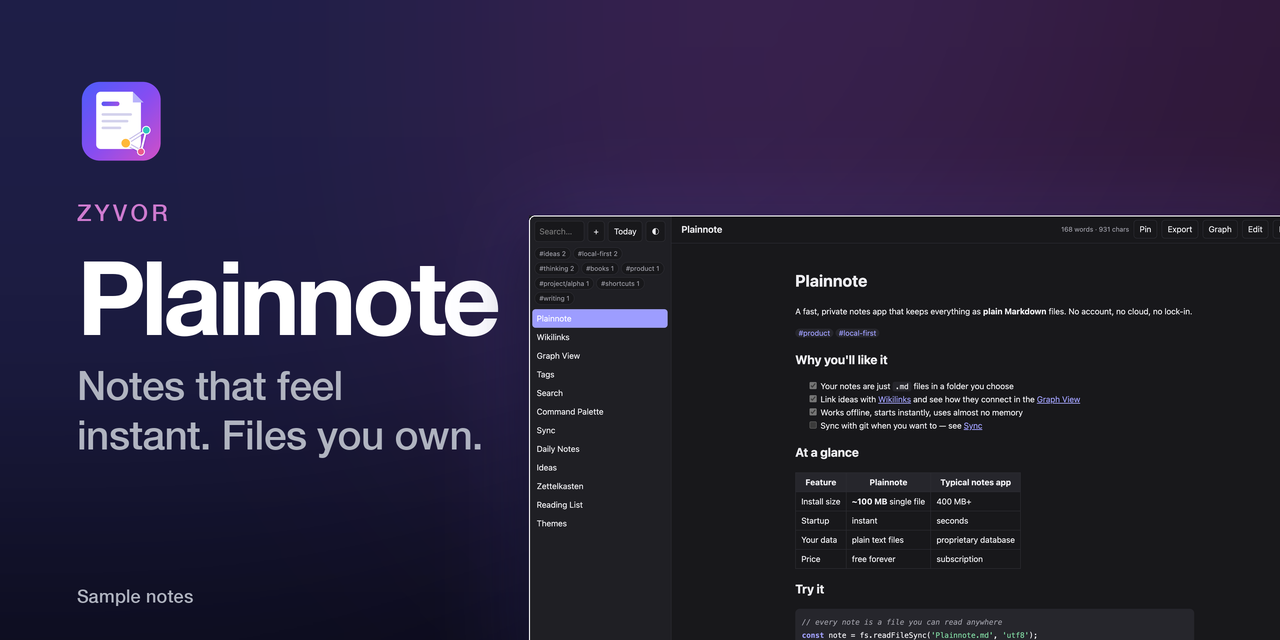 ZYVOR
Plainnote
Notes that feel
instant. Files you own.
Sample notes
Search...
+
Today
#ideas 2
#local-first 2
#thinking 2
#books 1
#product 1
#project/alpha 1
#shortcuts 1
#writing 1
Plainnote
Wikilinks
Graph View
Tags
Search
Command Palette
Sync
Daily Notes
Ideas
Zettelkasten
Reading List
Themes
Plainnote
168 words · 931 chars
Pin
Export
Graph
Edit
Plainnote
A fast, private notes app that keeps everything as plain Markdown files. No account, no cloud, no lock-in.
#product #local-first
Why you'll like it
Your notes are just .md files in a folder you choose
Link ideas with Wikilinks and see how they connect in the Graph View
Works offline, starts instantly, uses almost no memory
Sync with git when you want to — see Sync
At a glance
Feature Plainnote Typical notes app
Install size ~100 MB single file 400 MB+
Startup instant seconds
Your data plain text files proprietary database
Price free forever subscription
Try it
// every note is a file you can read anywhere
const note = fs.readFileSync('Plainnote.md', 'utf8');